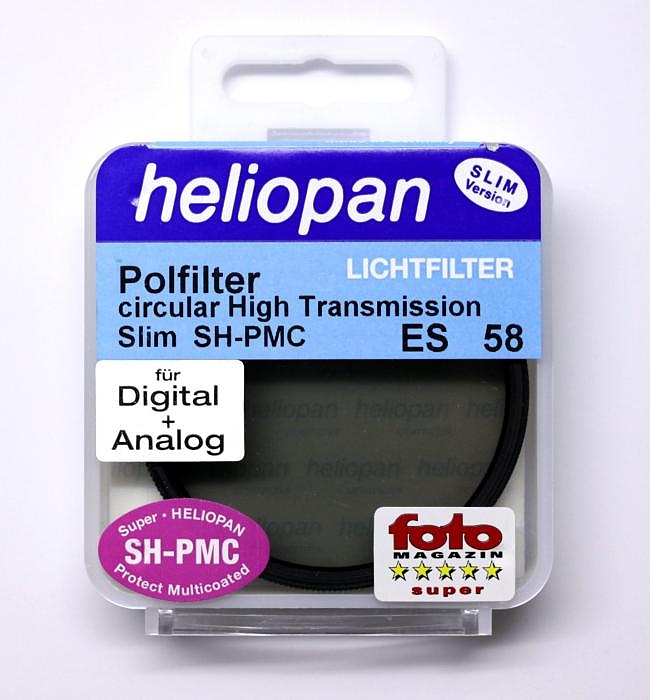 heliopan
SLIM
Version
LICHTFILTER
Polfilter
circular High Transmission
Slim SH-PMC
ES 58
für
Digital
+
Analog
heliopan heliopan heli
heliopan heliopan
Super · HELIOPAN
SH-PMC
Protect Multicoated
foto
MAGAZIN
super